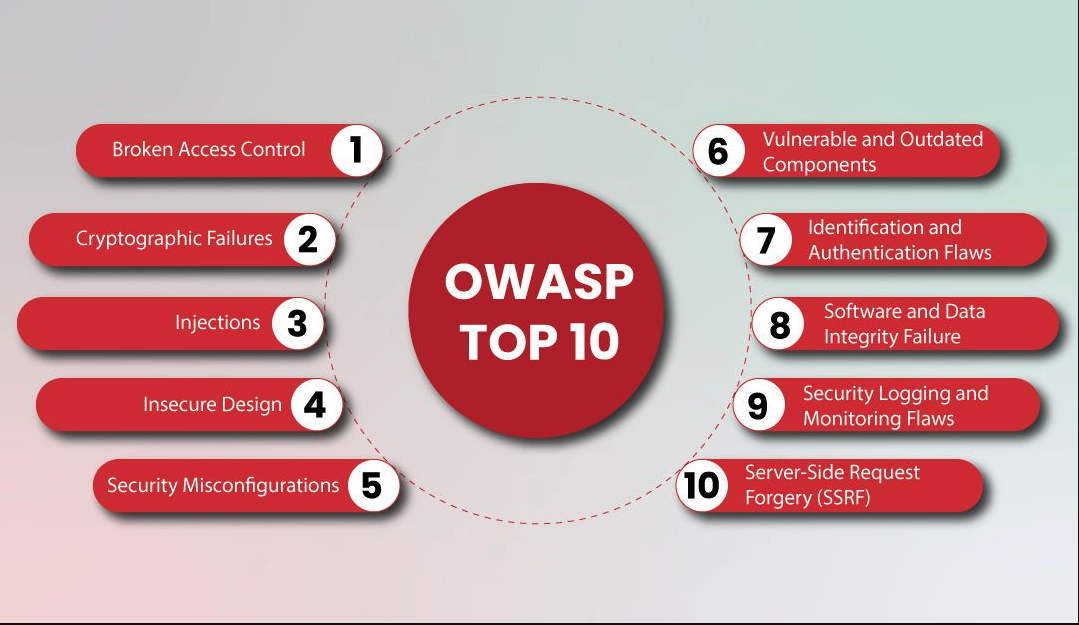 OWASP
TOP 10
Broken Access Control 1
Cryptographic Failures 2
Injections 3
Insecure Design 4
Security Misconfigurations 5
6 Vulnerable and Outdated
Components
7 Identification and
Authentication Flaws
8 Software and Data
Integrity Failure
9 Security Logging and
Monitoring Flaws
10 Server-Side Request
Forgery (SSRF)